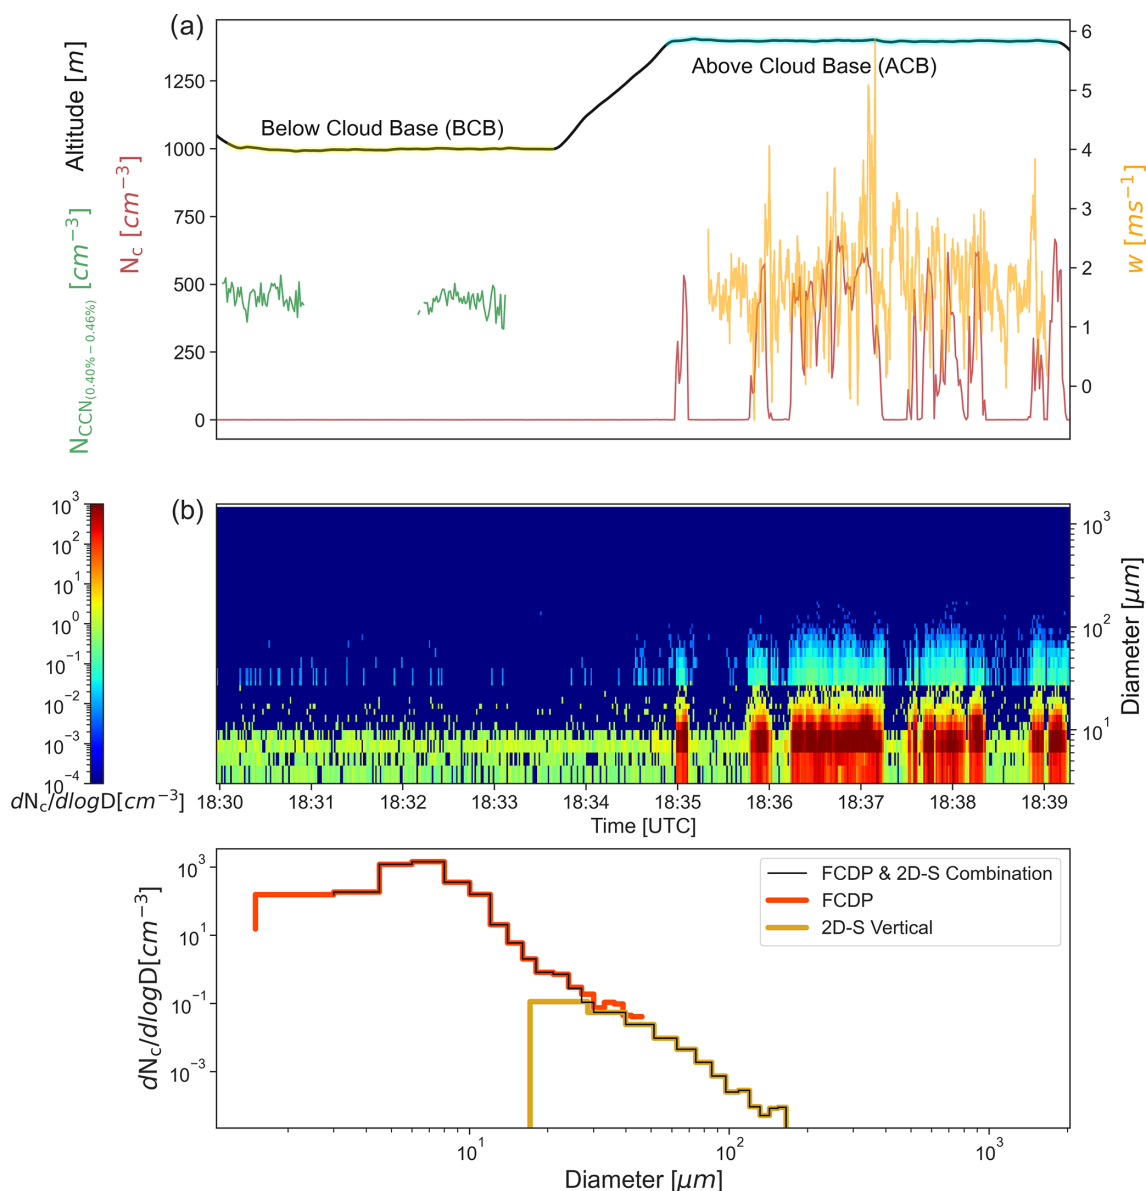 (a)
Altitude [m]
N_c [cm^−3]
N_CCN(0.40%−0.46%) [cm^−3]
1250
1000
750
500
250
0
Below Cloud Base (BCB)
Above Cloud Base (ACB)
6
5
4
3
2
1
0
w [ms^−1]
(b)
10^3
10^2
10^1
10^0
10^−1
10^−2
10^−3
10^−4
dN_c/dlogD[cm^−3]
10^3
10^2
10^1
Diameter [μm]
18:30 18:31 18:32 18:33 18:34 18:35 18:36 18:37 18:38 18:39
Time [UTC]
dN_c/dlogD[cm^−3]
10^3
10^1
10^−1
10^−3
FCDP & 2D-S Combination
FCDP
2D-S Vertical
10^1 10^2 10^3
Diameter [μm]